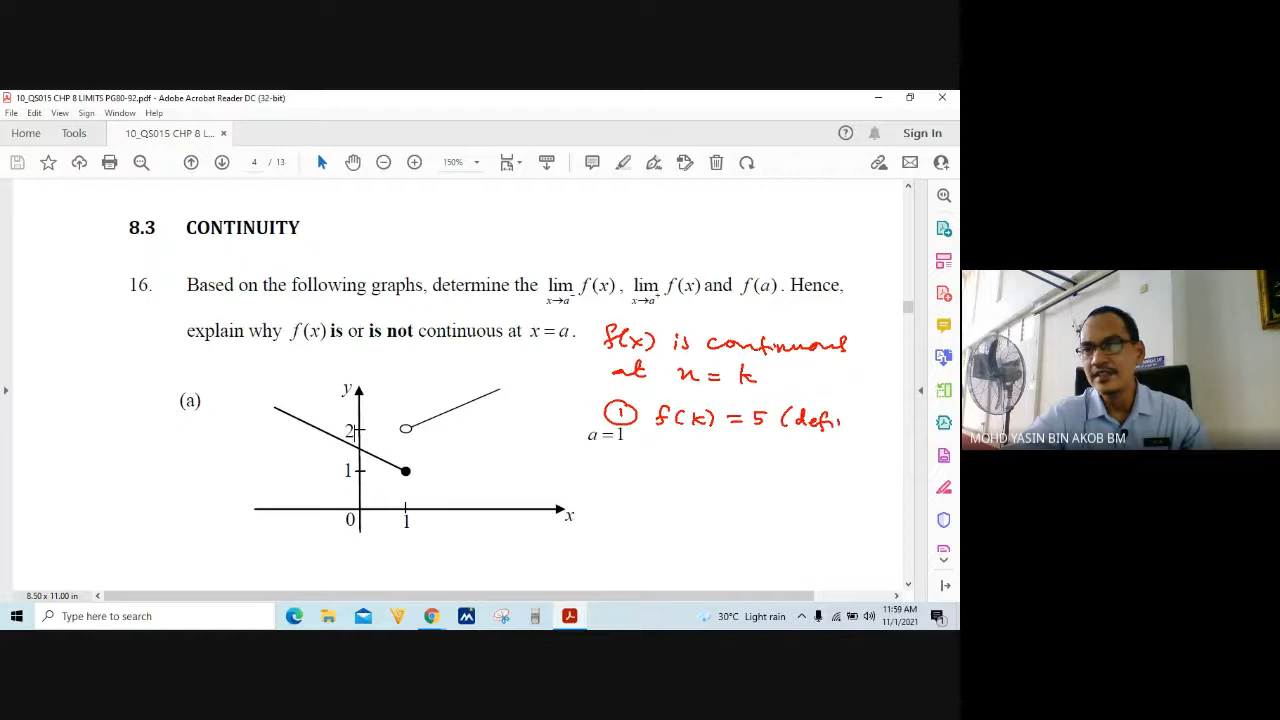 10_QS015 CHP 8 LIMITS PG80-92.pdf - Adobe Acrobat Reader DC (32-bit)
File Edit View Sign Window Help
Home Tools 10_QS015 CHP 8 L... × Sign In
4 / 13 150%
8.3 CONTINUITY
16. Based on the following graphs, determine the lim x→a⁻ f(x), lim x→a⁺ f(x) and f(a). Hence,
explain why f(x) is or is not continuous at x = a.
f(x) is continuous
at x = k
(a)
① f(k) = 5 (defi
a = 1
y
2
1
0
1
x
MOHD YASIN BIN AKOB BM
8.50 x 11.00 in
Type here to search
30°C Light rain
11:59 AM
11/1/2021
1